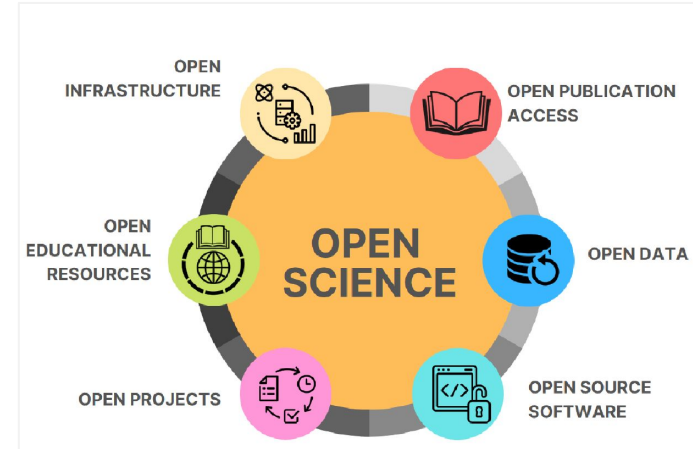 OPEN
INFRASTRUCTURE
OPEN PUBLICATION
ACCESS
OPEN
EDUCATIONAL
RESOURCES
OPEN
SCIENCE
OPEN DATA
OPEN PROJECTS
</>
OPEN SOURCE
SOFTWARE